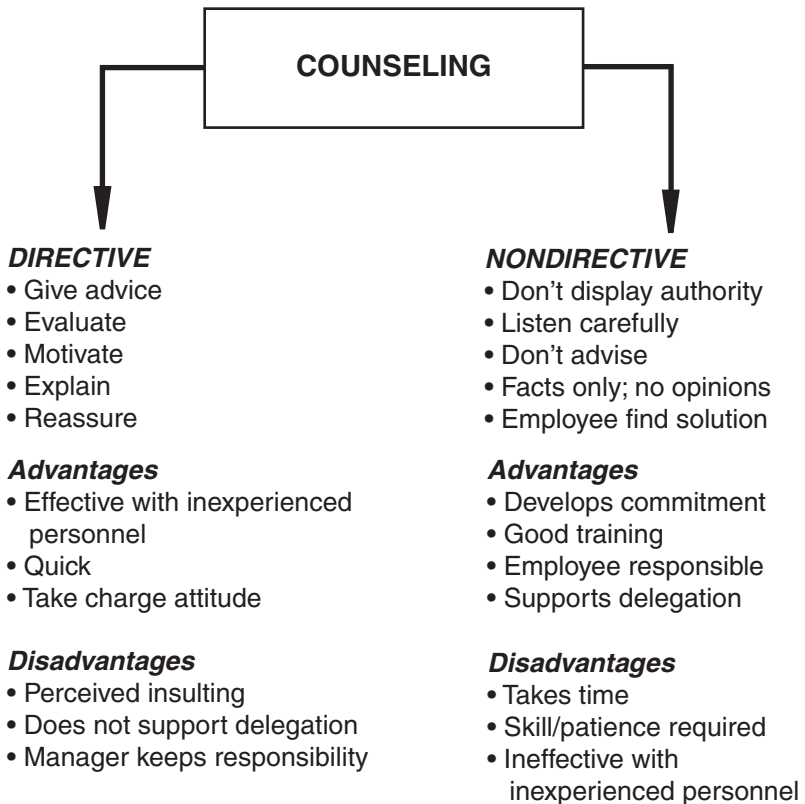 COUNSELING
DIRECTIVE
• Give advice
• Evaluate
• Motivate
• Explain
• Reassure
Advantages
• Effective with inexperienced
personnel
• Quick
• Take charge attitude
Disadvantages
• Perceived insulting
• Does not support delegation
• Manager keeps responsibility
NONDIRECTIVE
• Don’t display authority
• Listen carefully
• Don’t advise
• Facts only; no opinions
• Employee find solution
Advantages
• Develops commitment
• Good training
• Employee responsible
• Supports delegation
Disadvantages
• Takes time
• Skill/patience required
• Ineffective with
inexperienced personnel